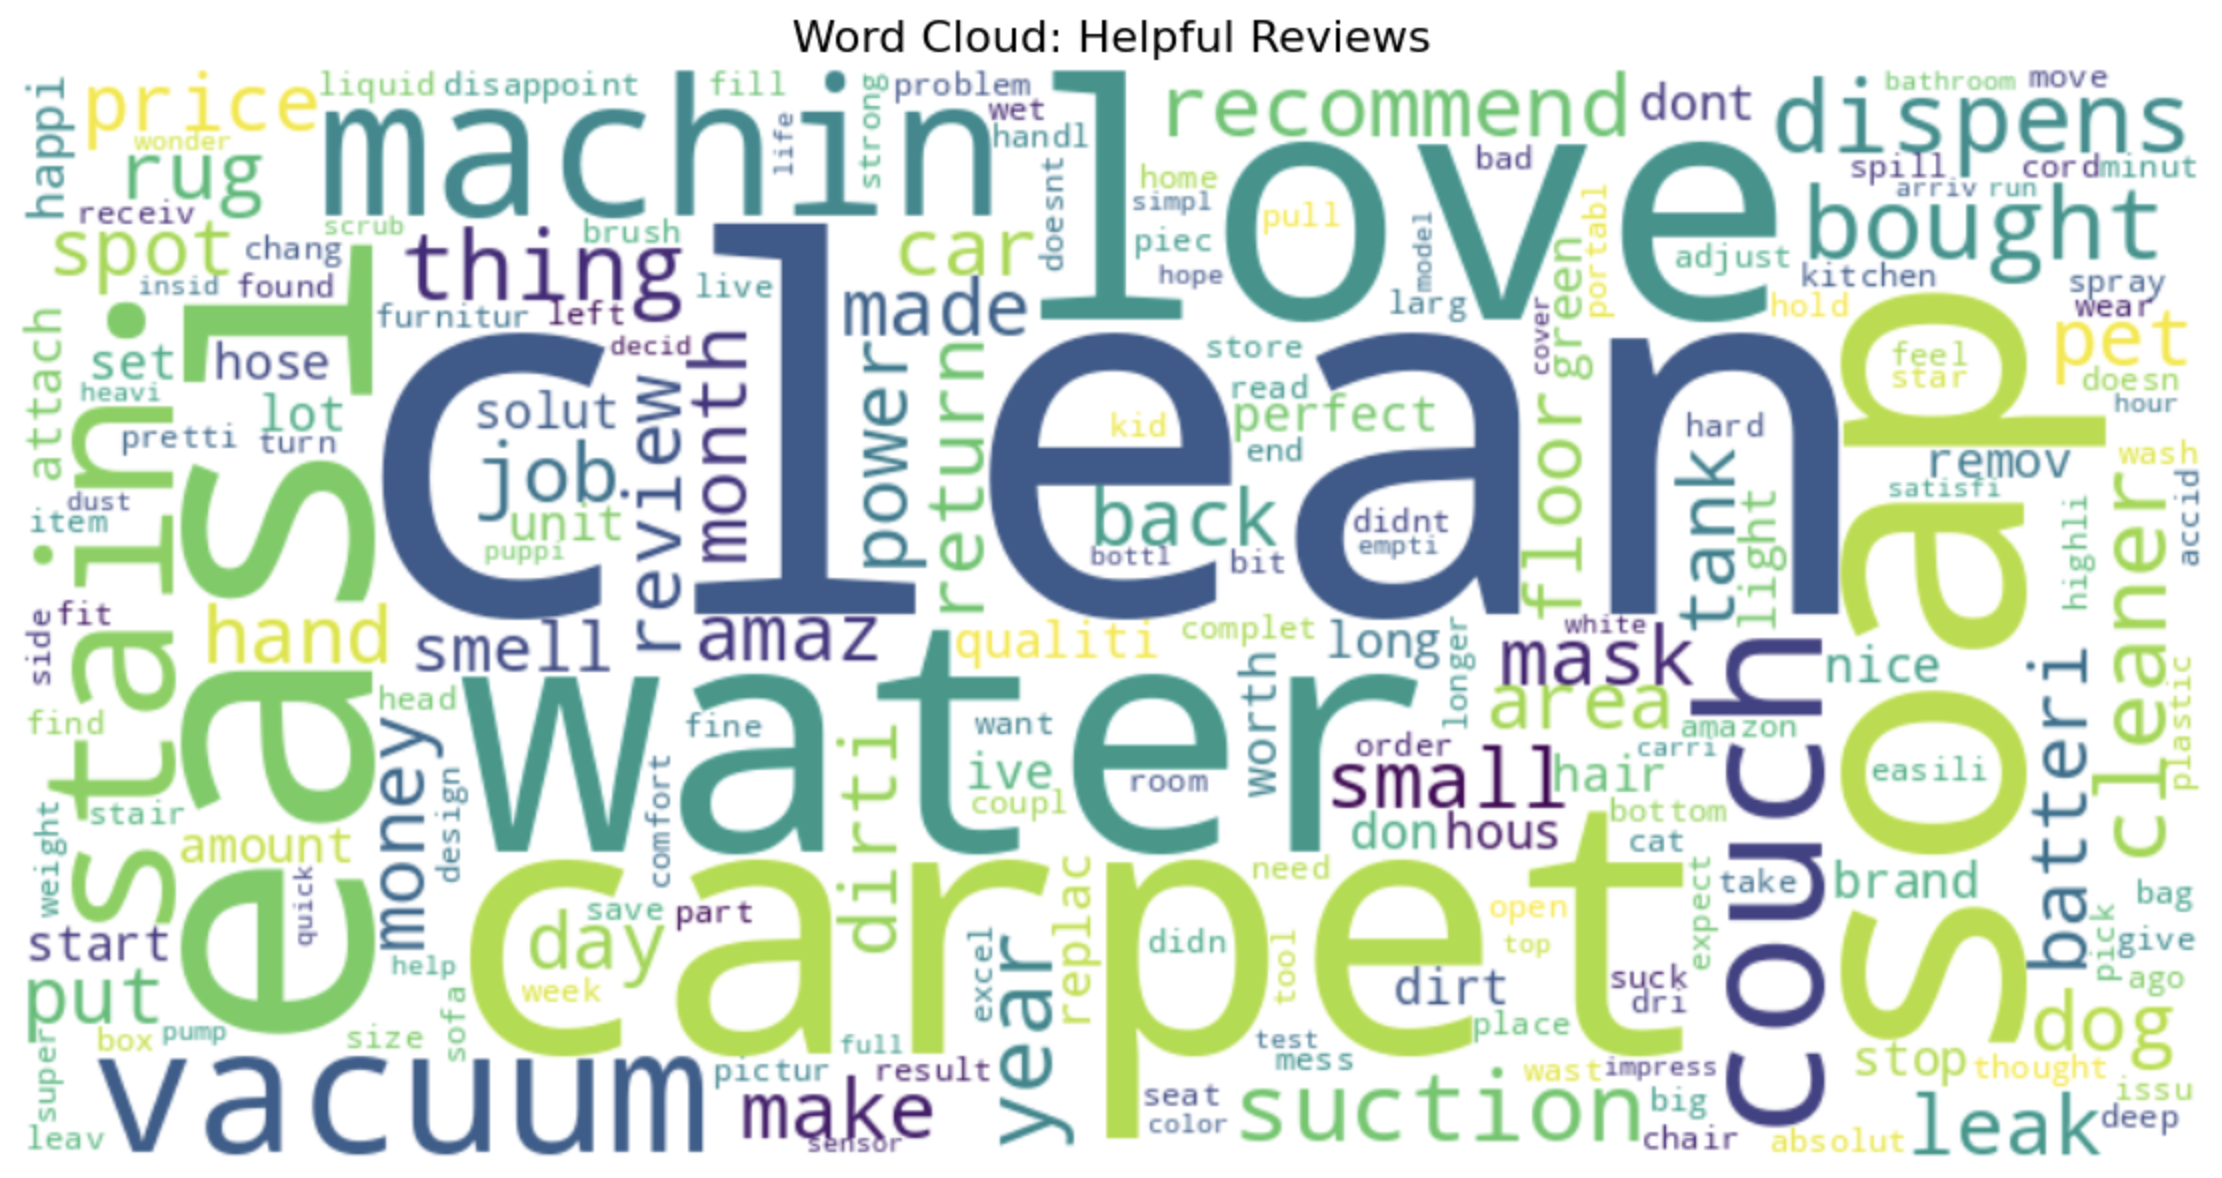 Word Cloud: Helpful Reviews
happi
price
liquid
disappoint
fill
strong
problem
recommend
dont
dispens
bathroom
move
wonder
machin
life
wet
handl
love
bad
spill
cord
minut
rug
doesnt
home
simpl
pull
portabl
arriv
run
bought
receiv
scrub
brush
car
piec
model
spot
chang
thing
hope
adjust
kitchen
spray
insid
found
live
made
larg
green
hold
wear
furnitur
left
cover
pet
attach
set
hose
decid
month
clean
store
feel
star
doesn
heavi
lot
solut
review
power
return
read
perfect
kid
hard
hour
pretti
turn
job
end
floor
tank
remov
wash
stain
easi
dust
item
unit
puppi
back
bottl
bit
didnt
empti
light
satisfi
soap
highli
cleaner
accid
side
fit
hand
smell
amaz
qualiti
complet
long
longer
white
mask
nice
batteri
plastic
find
head
water
fine
want
worth
area
amazon
couch
money
design
comfort
dirti
ive
coupl
room
order
small
carri
hair
easili
weight
stair
amount
don
hous
bottom
cat
quick
carpet
need
expect
take
brand
bag
start
day
save
part
replac
didn
tool
open
top
pick
give
put
help
week
year
excel
dirt
suck
dri
ago
dog
super
box
pump
size
sofa
full
test
mess
place
stop
thought
issu
leav
vacuum
pictur
result
make
sensor
seat
color
suction
wast
impress
big
chair
absolut
leak
deep